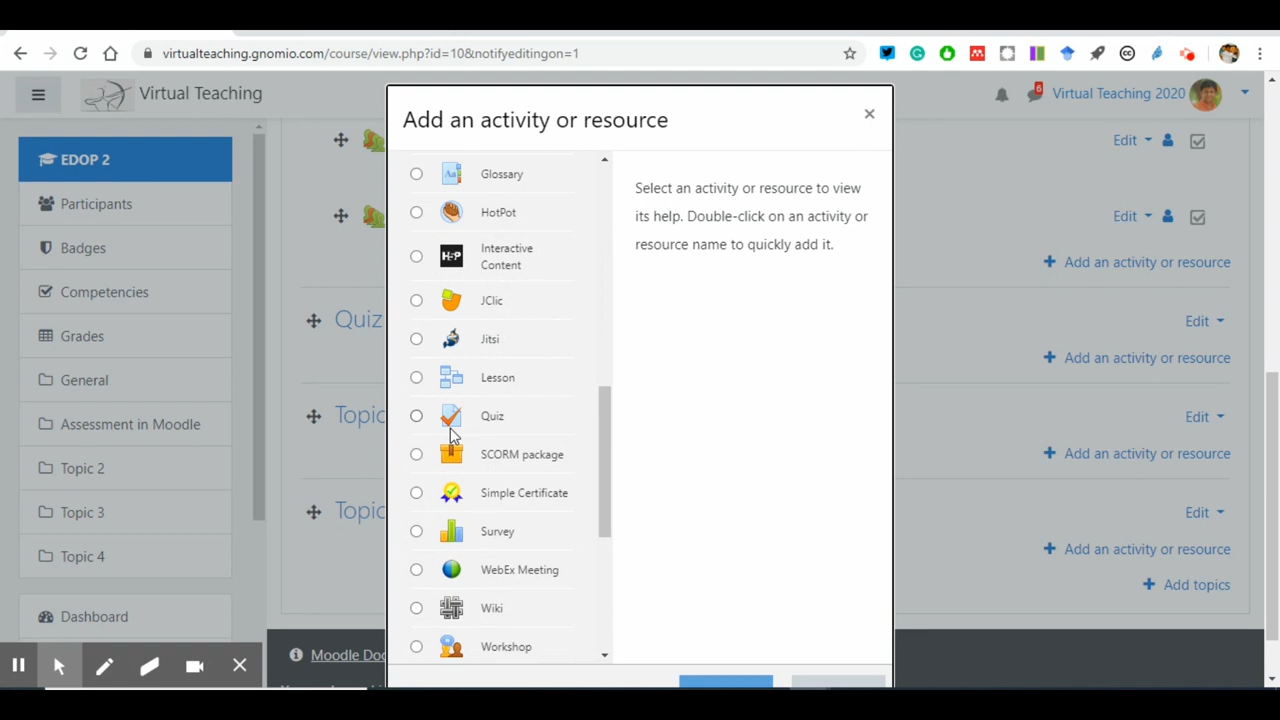 virtualteaching.gnomio.com/course/view.php?id=10&notifyeditingon=1
Virtual Teaching
6
Virtual Teaching 2020
Add an activity or resource
×
EDOP 2
Participants
Badges
Competencies
Grades
General
Assessment in Moodle
Topic 2
Topic 3
Topic 4
Dashboard
Glossary
HotPot
H-P
Interactive
Content
JClic
Jitsi
Lesson
Quiz
SCORM package
Simple Certificate
Survey
WebEx Meeting
Wiki
Workshop
Select an activity or resource to view
its help. Double-click on an activity or
resource name to quickly add it.
Edit
Edit
+ Add an activity or resource
Quiz
Edit
+ Add an activity or resource
Topic
Edit
+ Add an activity or resource
Topic
Edit
+ Add an activity or resource
+ Add topics
Moodle Doc